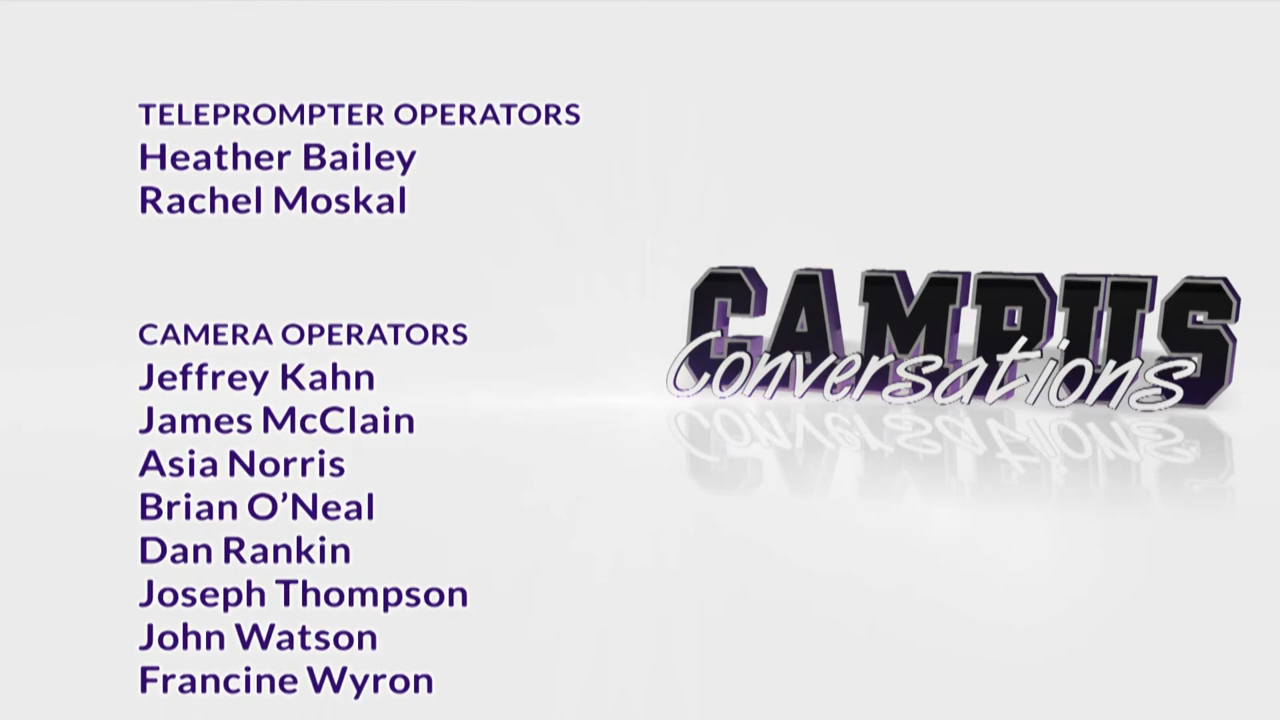 TELEPROMPTER OPERATORS
Heather Bailey
Rachel Moskal
CAMERA OPERATORS
Jeffrey Kahn
James McClain
Asia Norris
Brian O’Neal
Dan Rankin
Joseph Thompson
John Watson
Francine Wyron
CAMPUS
Conversations